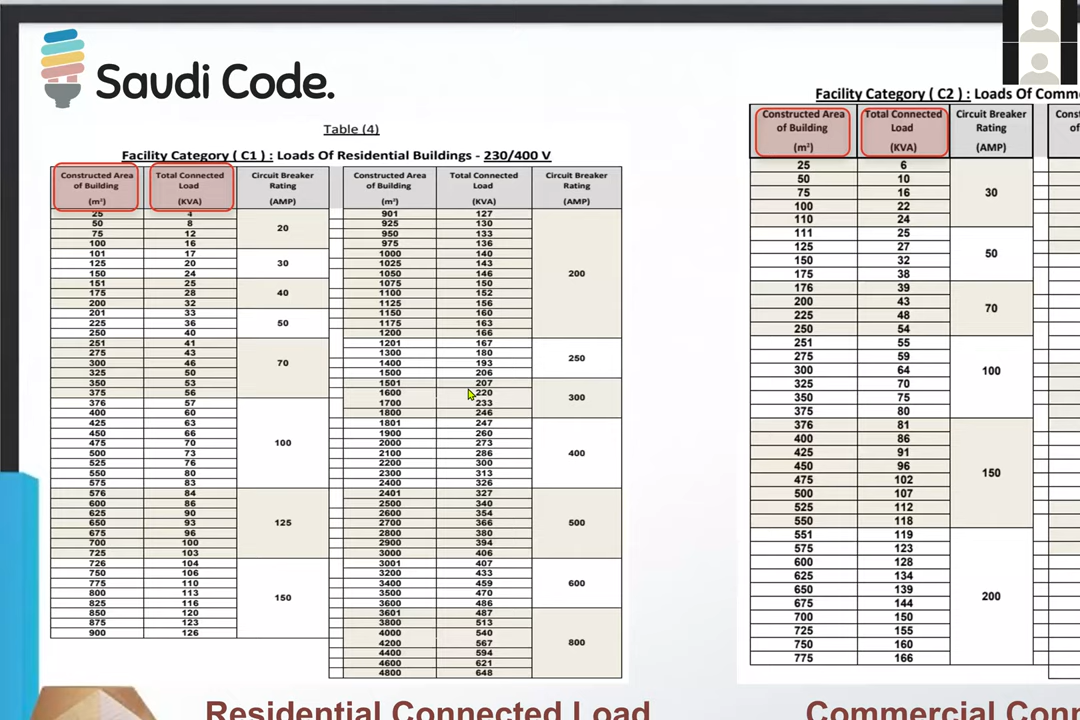 Saudi Code.
Table (4)
Facility Category ( C1 ) : Loads Of Residential Buildings - 230/400 V
Constructed Area of Building (m²) Total Connected Load (KVA) Circuit Breaker Rating (AMP) Constructed Area of Building (m²) Total Connected Load (KVA) Circuit Breaker Rating (AMP)
25 4 20 901 127 200
50 8 925 130
75 12 950 133
100 16 975 136
101 17 30 1000 140
125 20 1025 143
150 24 1050 146
151 25 40 1075 150
175 28 1100 152
200 32 1125 156
201 33 50 1150 160
225 36 1175 163
250 40 1200 166
251 41 70 1201 167 250
275 43 1300 180
300 46 1400 193
325 50 1500 206
350 53 1501 207 300
375 56 1600 220
376 57 100 1700 233
400 60 1800 246
425 63 1801 247 400
450 66 1900 260
475 70 2000 273
500 73 2100 286
525 76 2200 300
550 80 2300 313
575 83 2400 326
576 84 125 2401 327 500
600 86 2500 340
625 90 2600 354
650 93 2700 366
675 96 2800 380
700 100 2900 394
725 103 3000 406
726 104 150 3001 407 600
750 106 3200 433
775 110 3400 459
800 113 3500 470
825 116 3600 486
850 120 3601 487 800
875 123 3800 513
900 126 4000 540
4200 567
4400 594
4600 621
4800 648
Residential Connected Load
Facility Category ( C2 ) : Loads Of Comm
Constructed Area of Building (m²) Total Connected Load (KVA) Circuit Breaker Rating (AMP) Const of
25 6 30
50 10
75 16
100 22
110 24
111 25 50
125 27
150 32
175 38
176 39 70
200 43
225 48
250 54
251 55 100
275 59
300 64
325 70
350 75
375 80
376 81 150
400 86
425 91
450 96
475 102
500 107
525 112
550 118
551 119 200
575 123
600 128
625 134
650 139
675 144
700 150
725 155
750 160
775 166
Commercial Conn